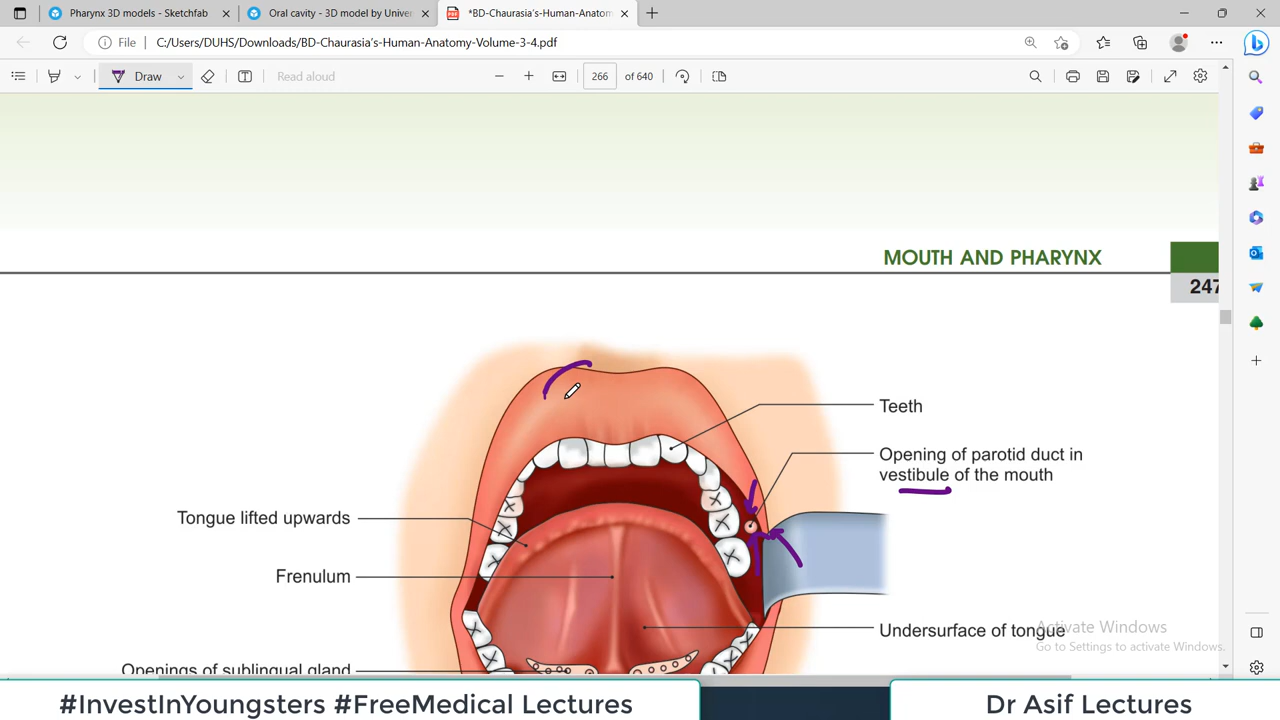 Pharynx 3D models - Sketchfab
Oral cavity - 3D model by Univer
*BD-Chaurasia's-Human-Anatom
File
C:/Users/DUHS/Downloads/BD-Chaurasia's-Human-Anatomy-Volume-3-4.pdf
Draw
Read aloud
266 of 640
MOUTH AND PHARYNX
247
Teeth
Opening of parotid duct in
vestibule of the mouth
Tongue lifted upwards
Frenulum
Undersurface of tongue
Activate Windows
Go to Settings to activate Windows.
Openings of sublingual gland
#InvestInYoungsters #FreeMedical Lectures
Dr Asif Lectures